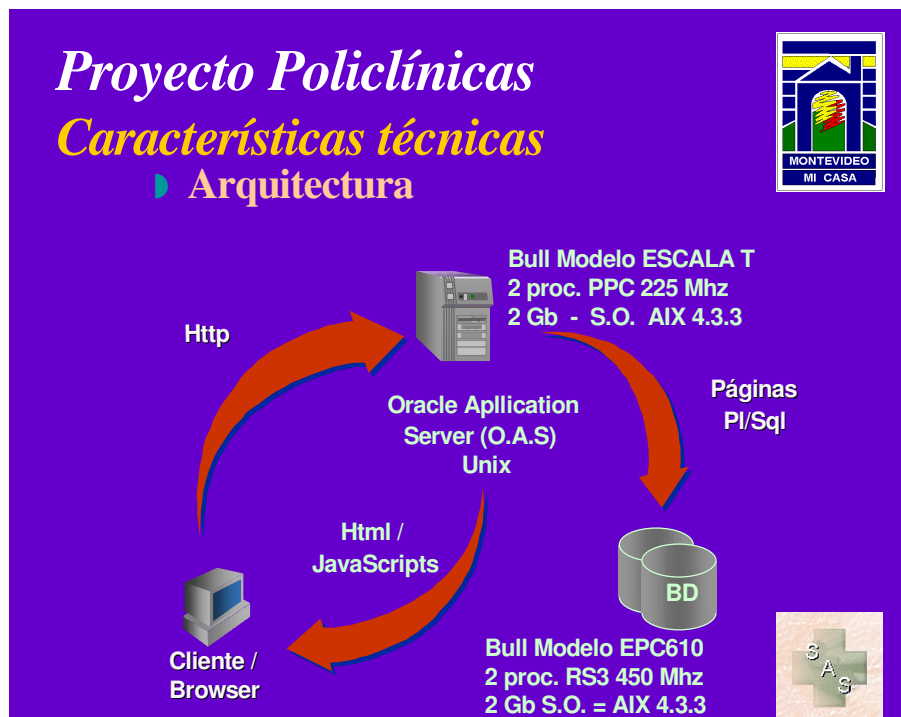 Proyecto Policlínicas
Características técnicas
Arquitectura
MONTEVIDEO
MI CASA
Bull Modelo ESCALA T
2 proc. PPC 225 Mhz
2 Gb - S.O. AIX 4.3.3
Http
Páginas
Pl/Sql
Oracle Apllication
Server (O.A.S)
Unix
Html /
JavaScripts
BD
Cliente /
Browser
Bull Modelo EPC610
2 proc. RS3 450 Mhz
2 Gb S.O. = AIX 4.3.3
S
A
S